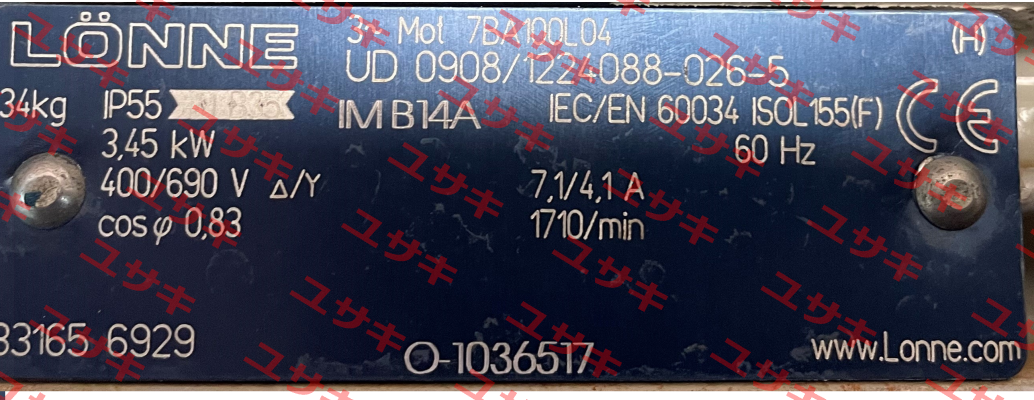 LÖNNE 3~ Mot 7BA100L04 (H)
UD 0908/1224088-026-5
34kg IP55 IM B14A IEC/EN 60034 ISOL155(F) CE
3,45 kW 60 Hz
400/690 V Δ/Y 7,1/4,1 A
cos φ 0,83 1710/min
83165 6929 O-1036517 www.Lonne.com
ユサキ